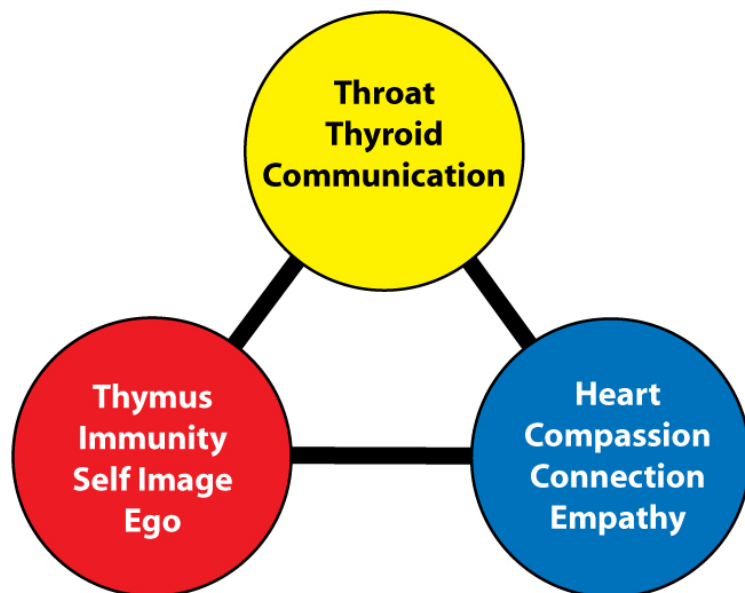 Throat
Thyroid
Communication
Thymus
Immunity
Self Image
Ego
Heart
Compassion
Connection
Empathy